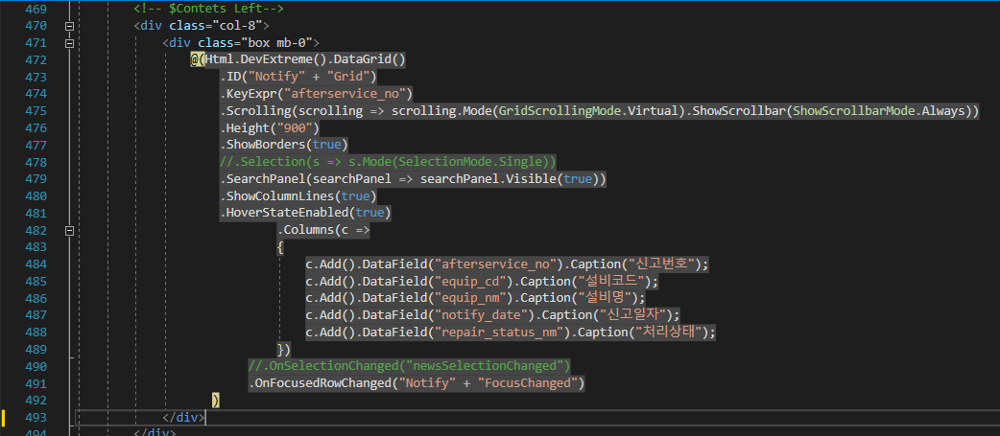 469 <!-- $Contets Left-->
470 <div class="col-8">
471 <div class="box mb-0">
472 @(Html.DevExtreme().DataGrid()
473 .ID("Notify" + "Grid")
474 .KeyExpr("afterservice_no")
475 .Scrolling(scrolling => scrolling.Mode(GridScrollingMode.Virtual).ShowScrollbar(ShowScrollbarMode.Always))
476 .Height("900")
477 .ShowBorders(true)
478 //.Selection(s => s.Mode(SelectionMode.Single))
479 .SearchPanel(searchPanel => searchPanel.Visible(true))
480 .ShowColumnLines(true)
481 .HoverStateEnabled(true)
482 .Columns(c =>
483 {
484 c.Add().DataField("afterservice_no").Caption("신고번호");
485 c.Add().DataField("equip_cd").Caption("설비코드");
486 c.Add().DataField("equip_nm").Caption("설비명");
487 c.Add().DataField("notify_date").Caption("신고일자");
488 c.Add().DataField("repair_status_nm").Caption("처리상태");
489 })
490 //.OnSelectionChanged("newsSelectionChanged")
491 .OnFocusedRowChanged("Notify" + "FocusChanged")
492 )
493 </div>
494 </div>